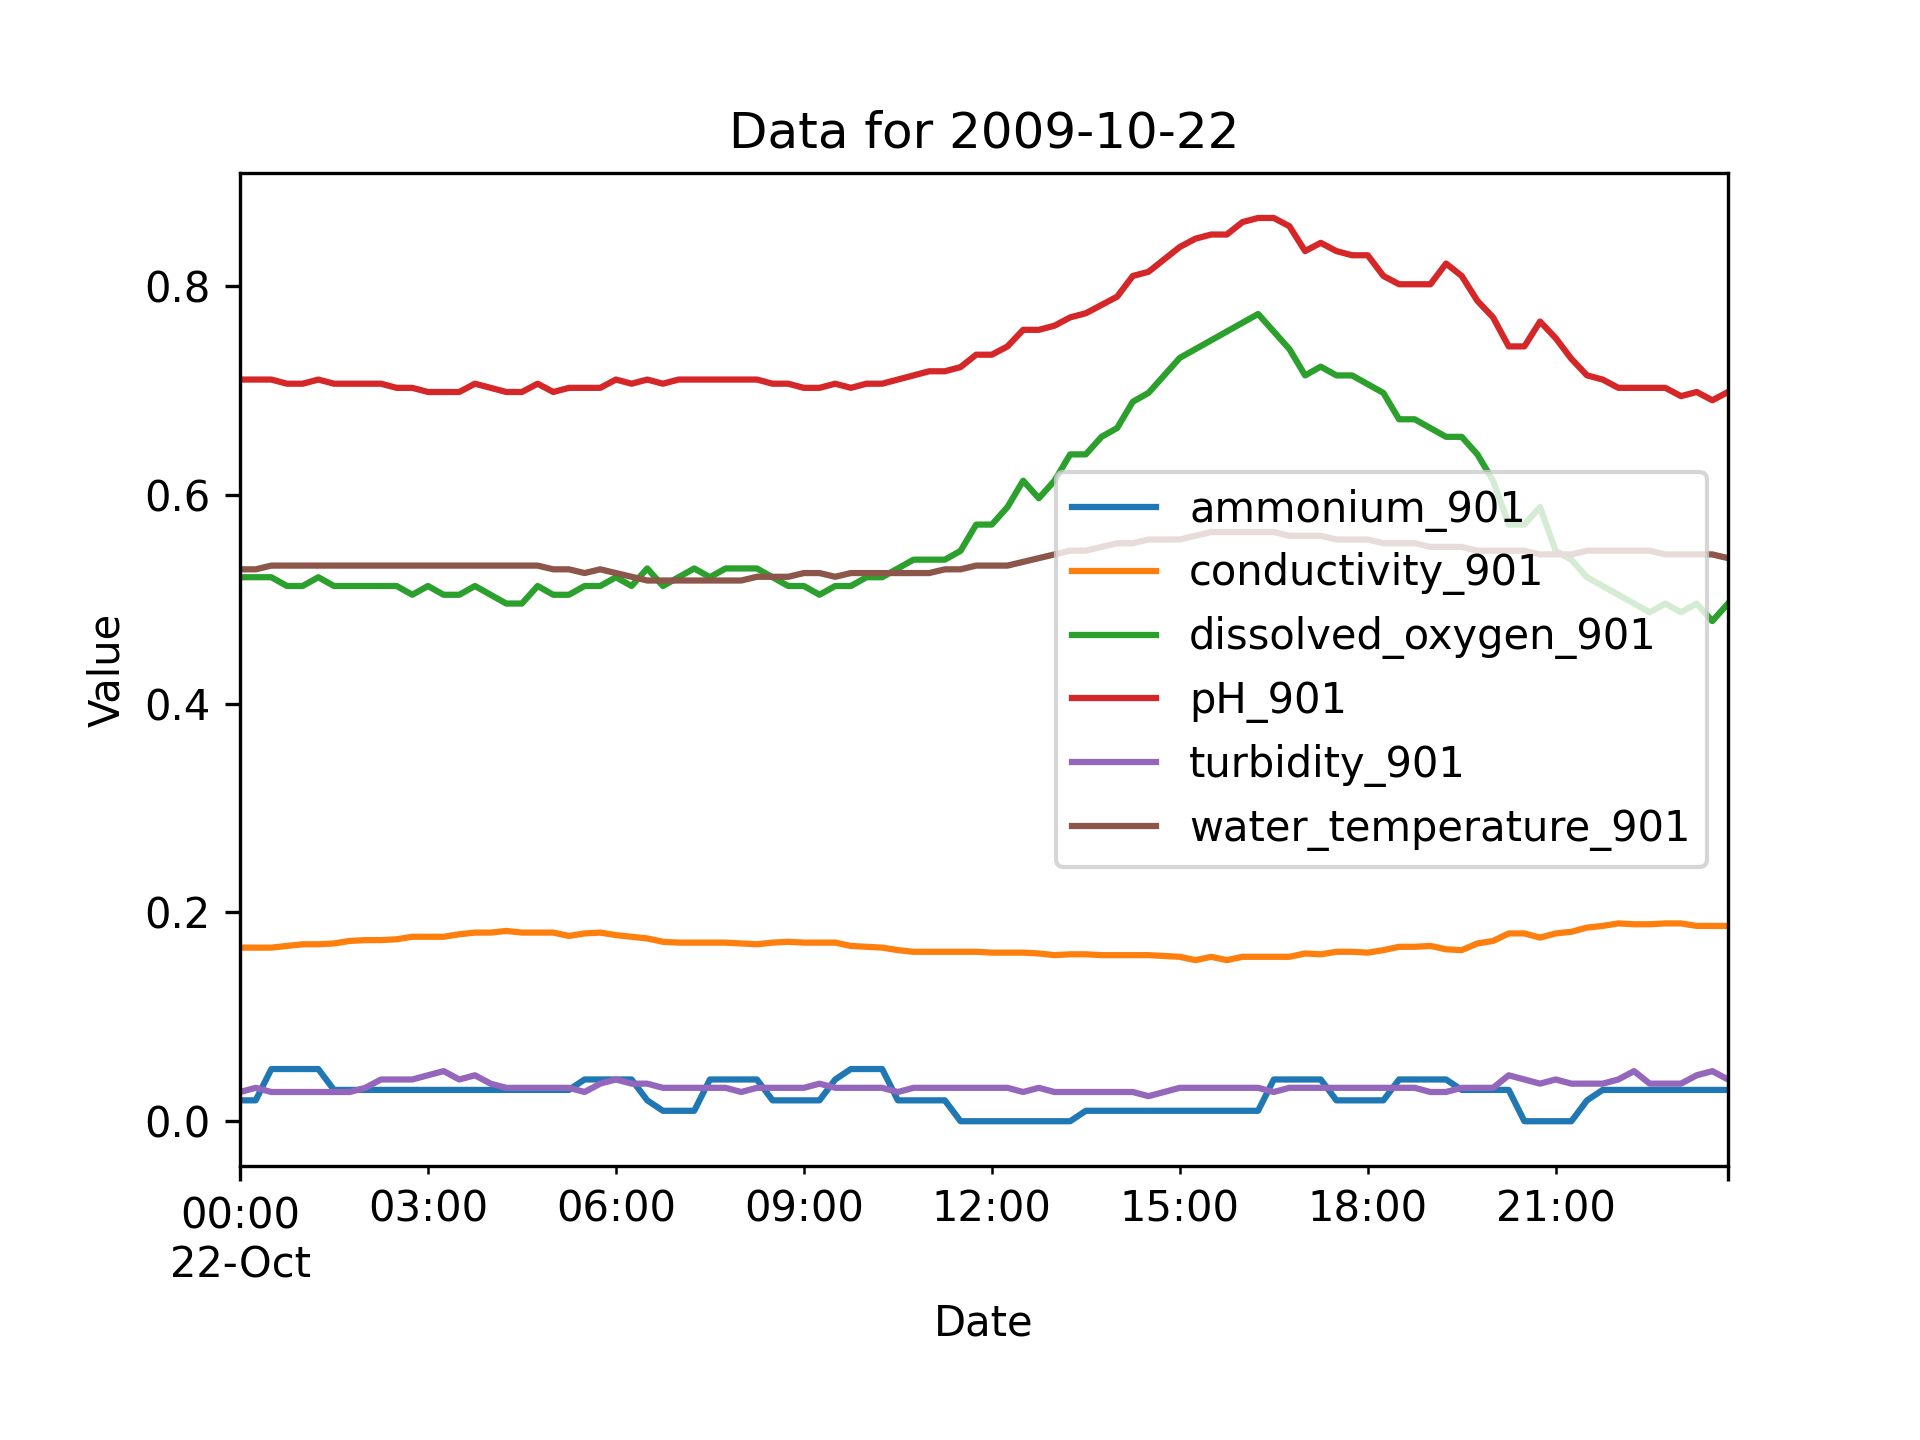 Data for 2009-10-22
Value
0.8
0.6
0.4
0.2
0.0
ammonium_901
conductivity_901
dissolved_oxygen_901
pH_901
turbidity_901
water_temperature_901
00:00 03:00 06:00 09:00 12:00 15:00 18:00 21:00
22-Oct
Date